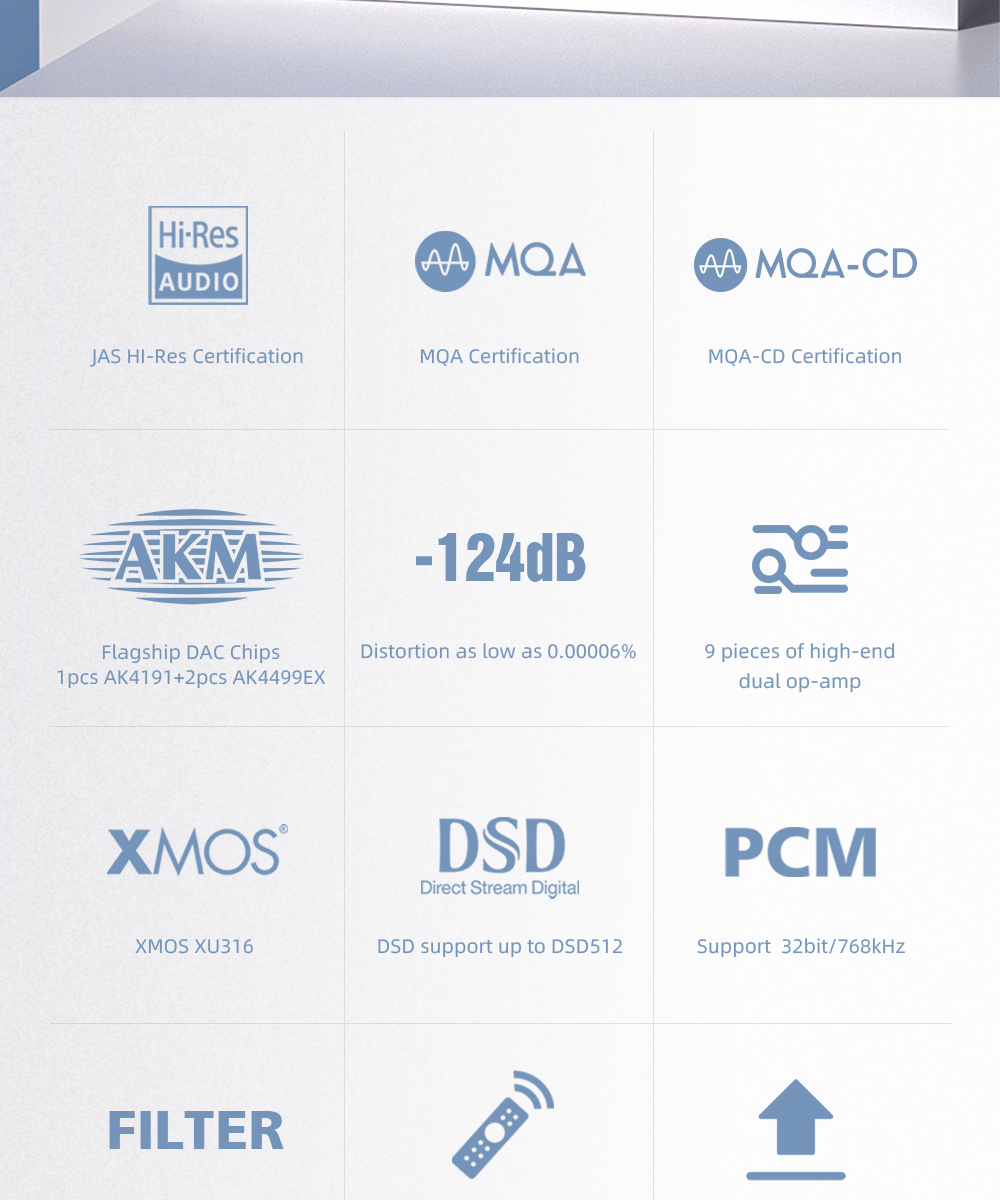 Hi-Res
AUDIO
MQA
MQA-CD
JAS HI-Res Certification
MQA Certification
MQA-CD Certification
AKM
-124dB
Flagship DAC Chips
1pcs AK4191+2pcs AK4499EX
Distortion as low as 0.00006%
9 pieces of high-end
dual op-amp
XMOS®
DSD
Direct Stream Digital
PCM
XMOS XU316
DSD support up to DSD512
Support 32bit/768kHz
FILTER